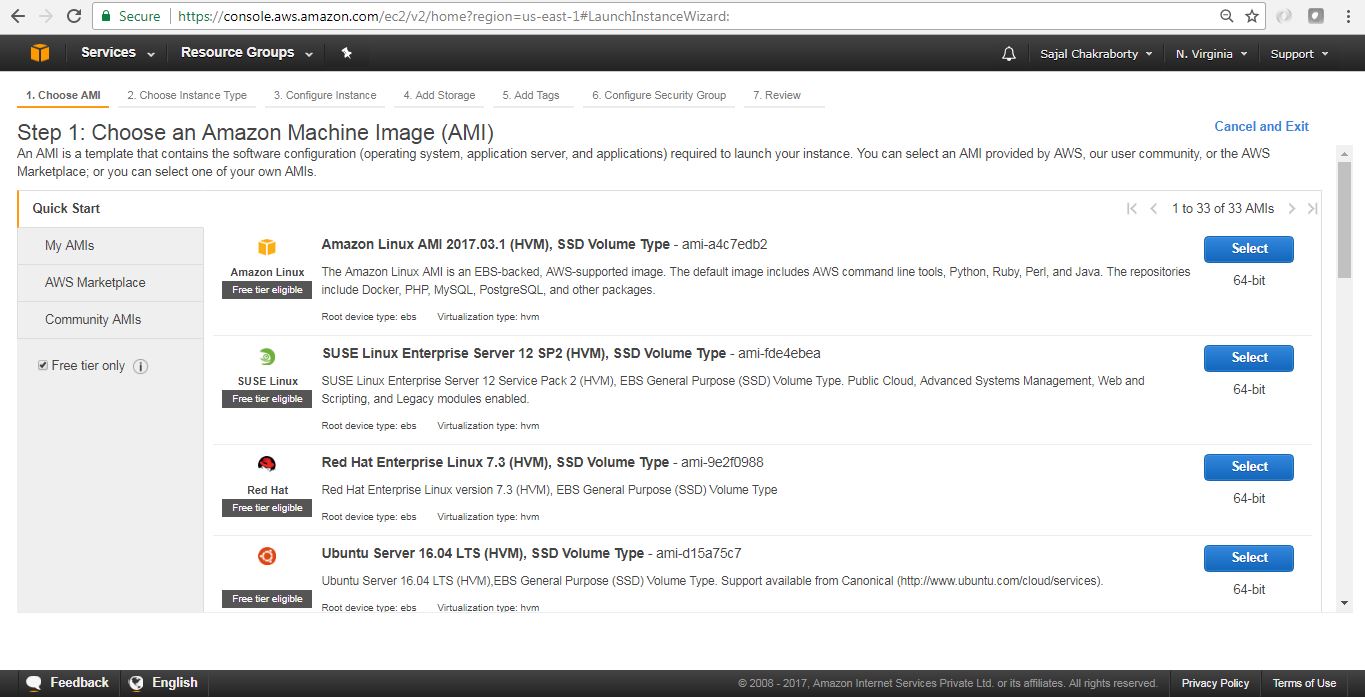 Secure https://console.aws.amazon.com/ec2/v2/home?region=us-east-1#LaunchInstanceWizard:
Services Resource Groups Sajal Chakraborty N. Virginia Support
1. Choose AMI 2. Choose Instance Type 3. Configure Instance 4. Add Storage 5. Add Tags 6. Configure Security Group 7. Review
Step 1: Choose an Amazon Machine Image (AMI)
Cancel and Exit
An AMI is a template that contains the software configuration (operating system, application server, and applications) required to launch your instance. You can select an AMI provided by AWS, our user community, or the AWS
Marketplace; or you can select one of your own AMIs.
Quick Start
1 to 33 of 33 AMIs
My AMIs
AWS Marketplace
Community AMIs
Free tier only
Amazon Linux
Free tier eligible
Amazon Linux AMI 2017.03.1 (HVM), SSD Volume Type - ami-a4c7edb2
The Amazon Linux AMI is an EBS-backed, AWS-supported image. The default image includes AWS command line tools, Python, Ruby, Perl, and Java. The repositories
include Docker, PHP, MySQL, PostgreSQL, and other packages.
Root device type: ebs Virtualization type: hvm
Select
64-bit
SUSE Linux
Free tier eligible
SUSE Linux Enterprise Server 12 SP2 (HVM), SSD Volume Type - ami-fde4ebea
SUSE Linux Enterprise Server 12 Service Pack 2 (HVM), EBS General Purpose (SSD) Volume Type. Public Cloud, Advanced Systems Management, Web and
Scripting, and Legacy modules enabled.
Root device type: ebs Virtualization type: hvm
Select
64-bit
Red Hat
Free tier eligible
Red Hat Enterprise Linux 7.3 (HVM), SSD Volume Type - ami-9e2f0988
Red Hat Enterprise Linux version 7.3 (HVM), EBS General Purpose (SSD) Volume Type
Root device type: ebs Virtualization type: hvm
Select
64-bit
Free tier eligible
Ubuntu Server 16.04 LTS (HVM), SSD Volume Type - ami-d15a75c7
Ubuntu Server 16.04 LTS (HVM),EBS General Purpose (SSD) Volume Type. Support available from Canonical (http://www.ubuntu.com/cloud/services).
Root device type: ebs Virtualization type: hvm
Select
64-bit
Feedback English © 2008 - 2017, Amazon Internet Services Private Ltd. or its affiliates. All rights reserved. Privacy Policy Terms of Use